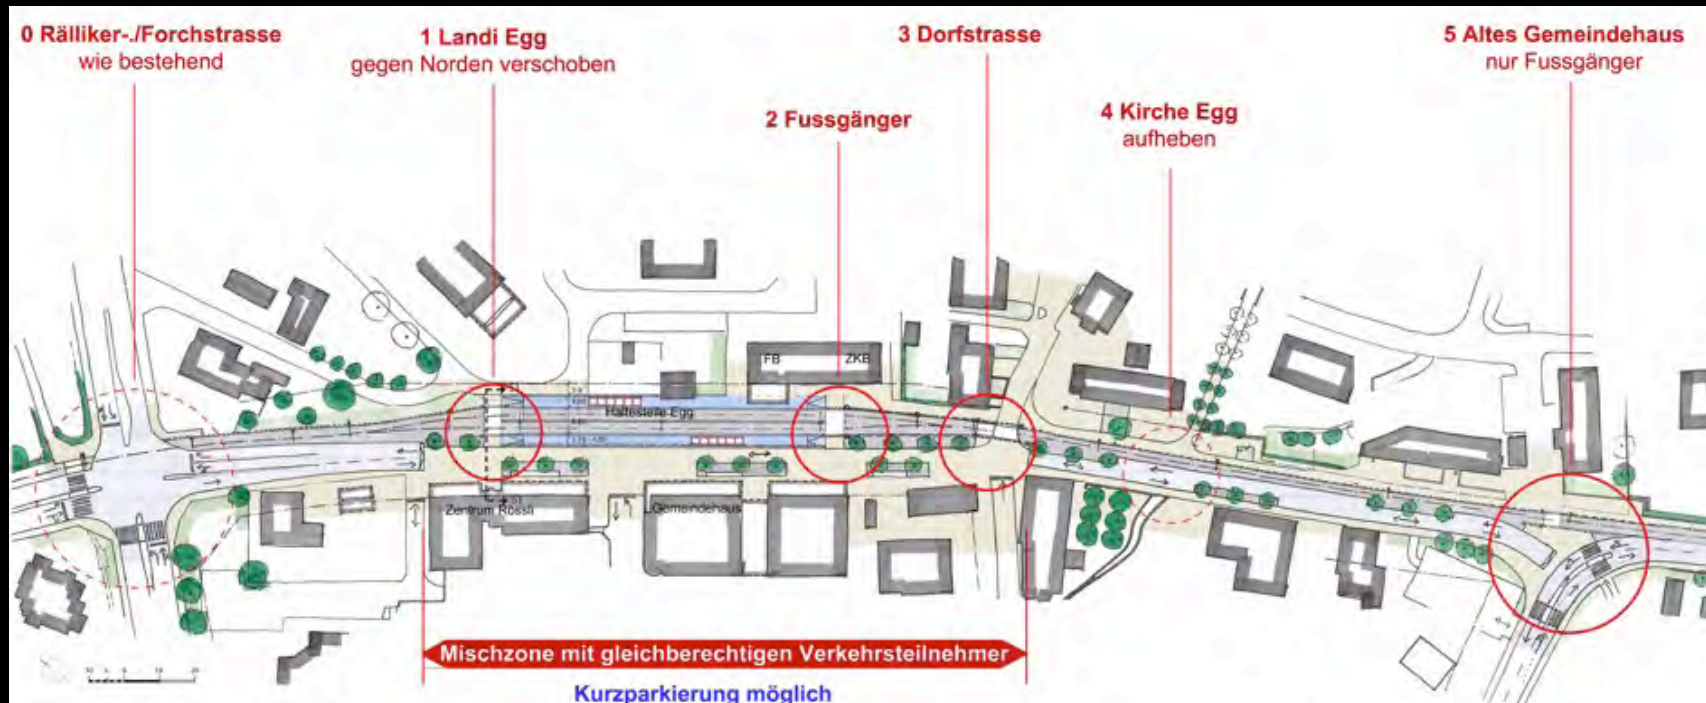 0 Rälliker-./Forchstrasse
wie bestehend
1 Landi Egg
gegen Norden verschoben
2 Fussgänger
3 Dorfstrasse
4 Kirche Egg
aufheben
5 Altes Gemeindehaus
nur Fussgänger
FB
ZKB
Haltestelle Egg
Zentrum Rössli
Gemeindehaus
Mischzone mit gleichberechtigen Verkehrsteilnehmer
Kurzparkierung möglich